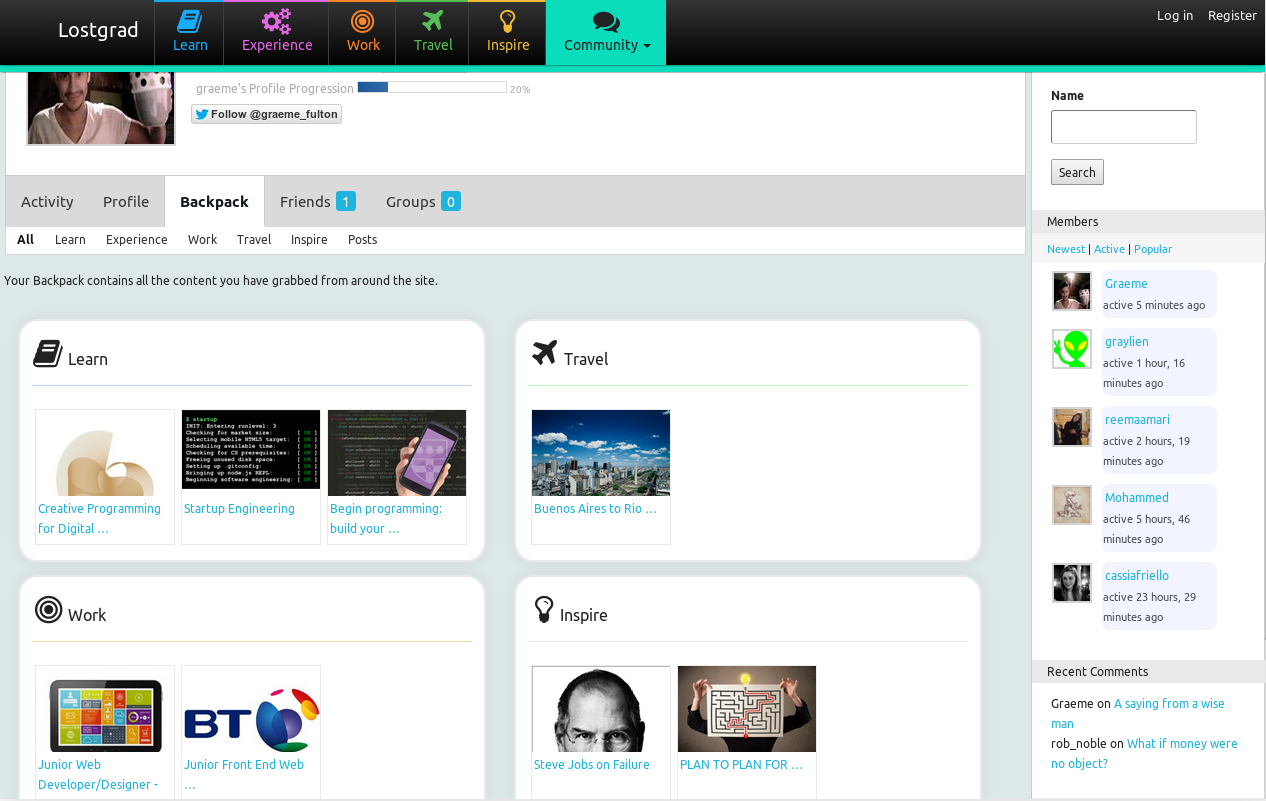 Lostgrad
Learn
Experience
Work
Travel
Inspire
Community
Log in Register
graeme's Profile Progression 20%
Follow @graeme_fulton
Activity Profile Backpack Friends 1 Groups 0
All Learn Experience Work Travel Inspire Posts
Your Backpack contains all the content you have grabbed from around the site.
Learn
$ startup
INIT: Entering runlevel: 3
Checking for market size: [ OK ]
Selecting mobile HTML5 target: [ OK ]
Scheduling available time: [ OK ]
Checking for CS prerequisites: [ OK ]
Freeing unused disk space: [ OK ]
Setting up .gitconfig: [ OK ]
Bringing up node.js REPL: [ OK ]
Beginning software engineering: [ OK ]
Creative Programming
for Digital ...
Startup Engineering
Begin programming:
build your ...
Travel
Buenos Aires to Rio ...
Work
Junior Web
Developer/Designer -
BT
Junior Front End Web
...
Inspire
Steve Jobs on Failure
PLAN TO PLAN FOR ...
Name
Search
Members
Newest | Active | Popular
Graeme
active 5 minutes ago
graylien
active 1 hour, 16
minutes ago
reemaamari
active 2 hours, 19
minutes ago
Mohammed
active 5 hours, 46
minutes ago
cassiafriello
active 23 hours, 29
minutes ago
Recent Comments
Graeme on A saying from a wise
man
rob_noble on What if money were
no object?